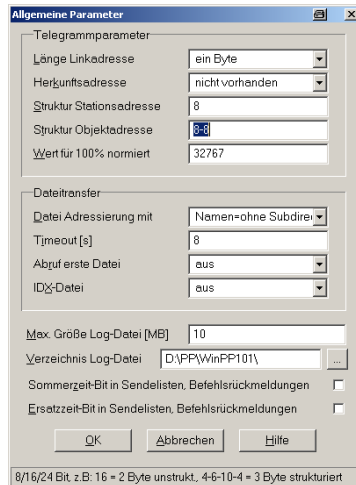 Allgemeine Parameter
Telegrammparameter
Länge Linkadresse ein Byte
Herkunftsadresse nicht vorhanden
Struktur Stationsadresse 8
Struktur Objektadresse 8-8
Wert für 100% normiert 32767
Dateitransfer
Datei Adressierung mit Namen=ohne Subdirec
Timeout [s] 8
Abruf erste Datei aus
IDX-Datei aus
Max. Größe Log-Datei [MB] 10
Verzeichnis Log-Datei D:\PP\WinPP101\ ...
Sommerzeit-Bit in Sendelisten, Befehlsrückmeldungen
Ersatzzeit-Bit in Sendelisten, Befehlsrückmeldungen
OK Abbrechen Hilfe
8/16/24 Bit, z.B: 16 = 2 Byte unstrukt., 4-6-10-4 = 3 Byte strukturiert